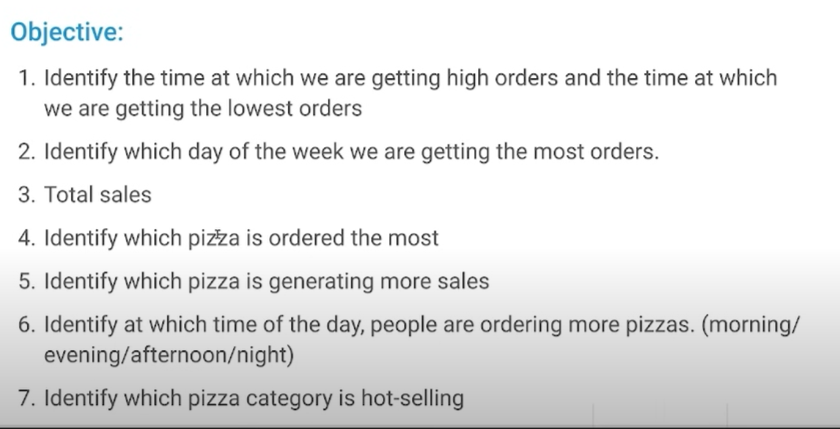 Objective:
1. Identify the time at which we are getting high orders and the time at which
we are getting the lowest orders
2. Identify which day of the week we are getting the most orders.
3. Total sales
4. Identify which pizza is ordered the most
5. Identify which pizza is generating more sales
6. Identify at which time of the day, people are ordering more pizzas. (morning/
evening/afternoon/night)
7. Identify which pizza category is hot-selling